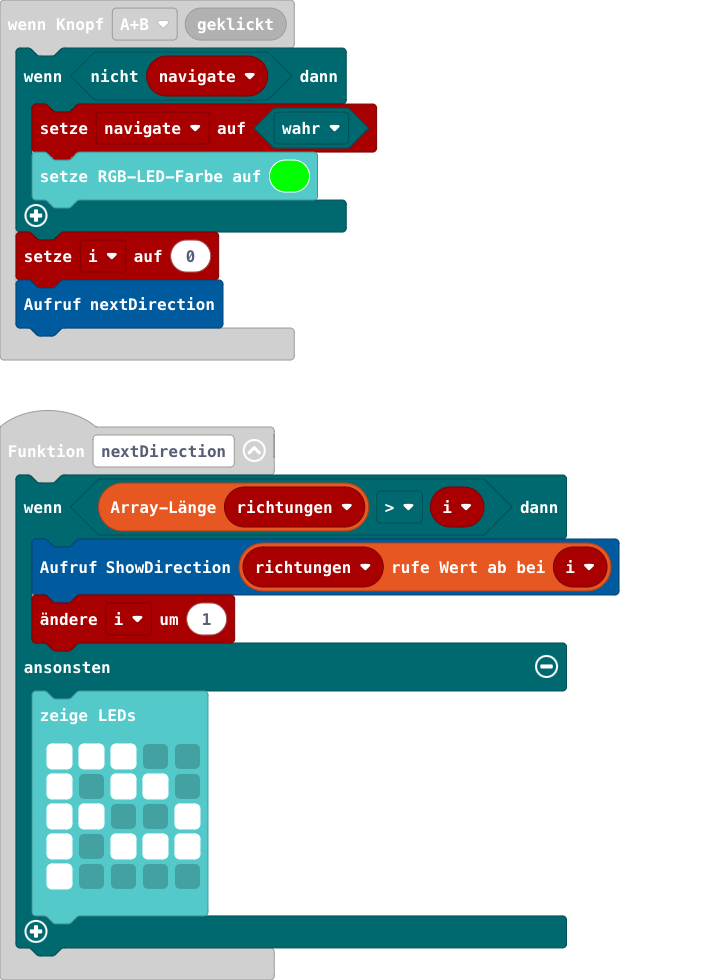 wenn Knopf A+B geklickt
wenn nicht navigate dann
setze navigate auf wahr
setze RGB-LED-Farbe auf
setze i auf 0
Aufruf nextDirection
Funktion nextDirection
wenn Array-Länge richtungen > i dann
Aufruf ShowDirection richtungen rufe Wert ab bei i
ändere i um 1
ansonsten
zeige LEDs